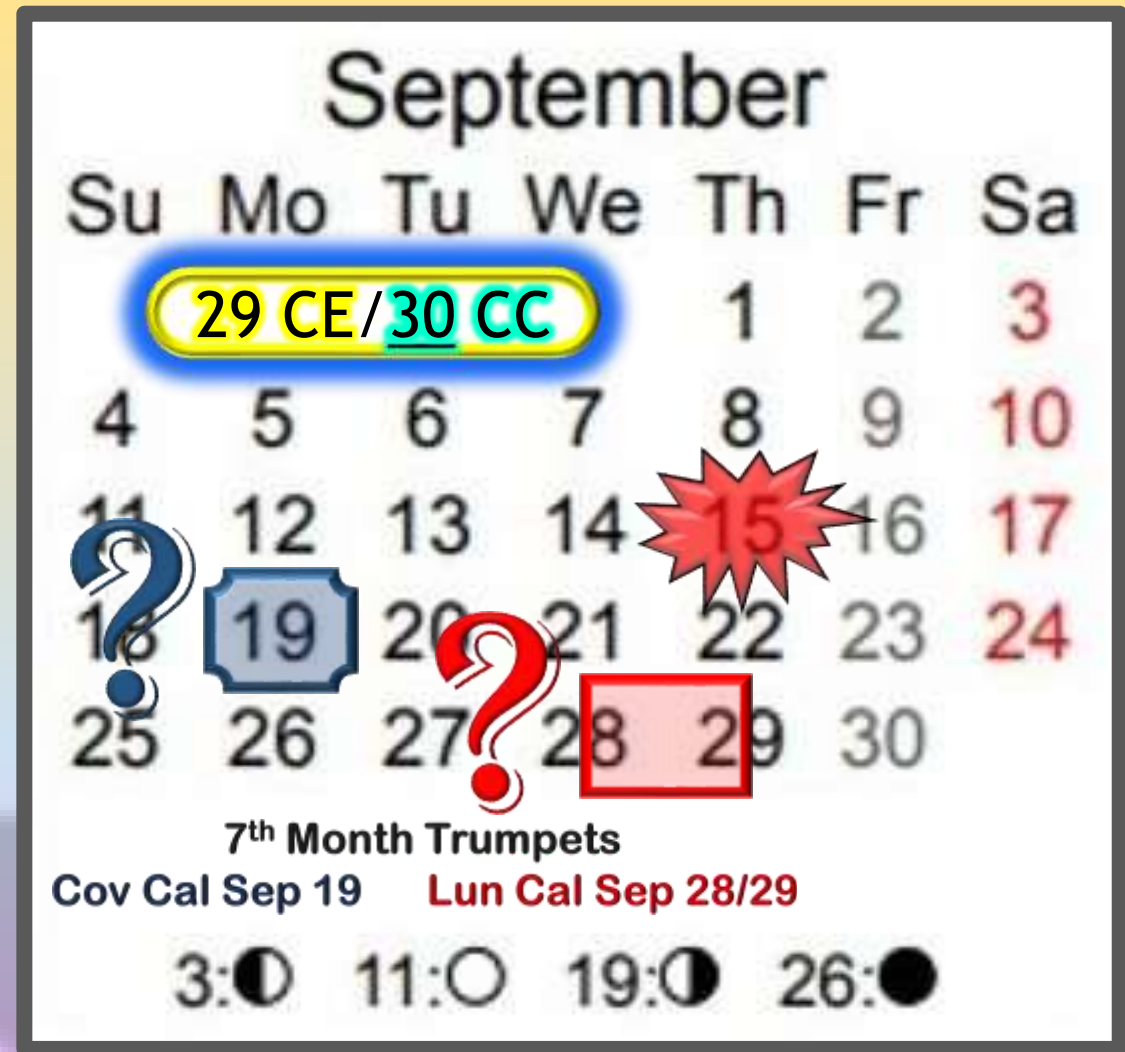 September
Su Mo Tu We Th Fr Sa
29 CE/30 CC 1 2 3
4 5 6 7 8 9 10
11 12 13 14 15 16 17
18 19 20 21 22 23 24
25 26 27 28 29 30
7th Month Trumpets
Cov Cal Sep 19 Lun Cal Sep 28/29
3: 11: 19: 26: